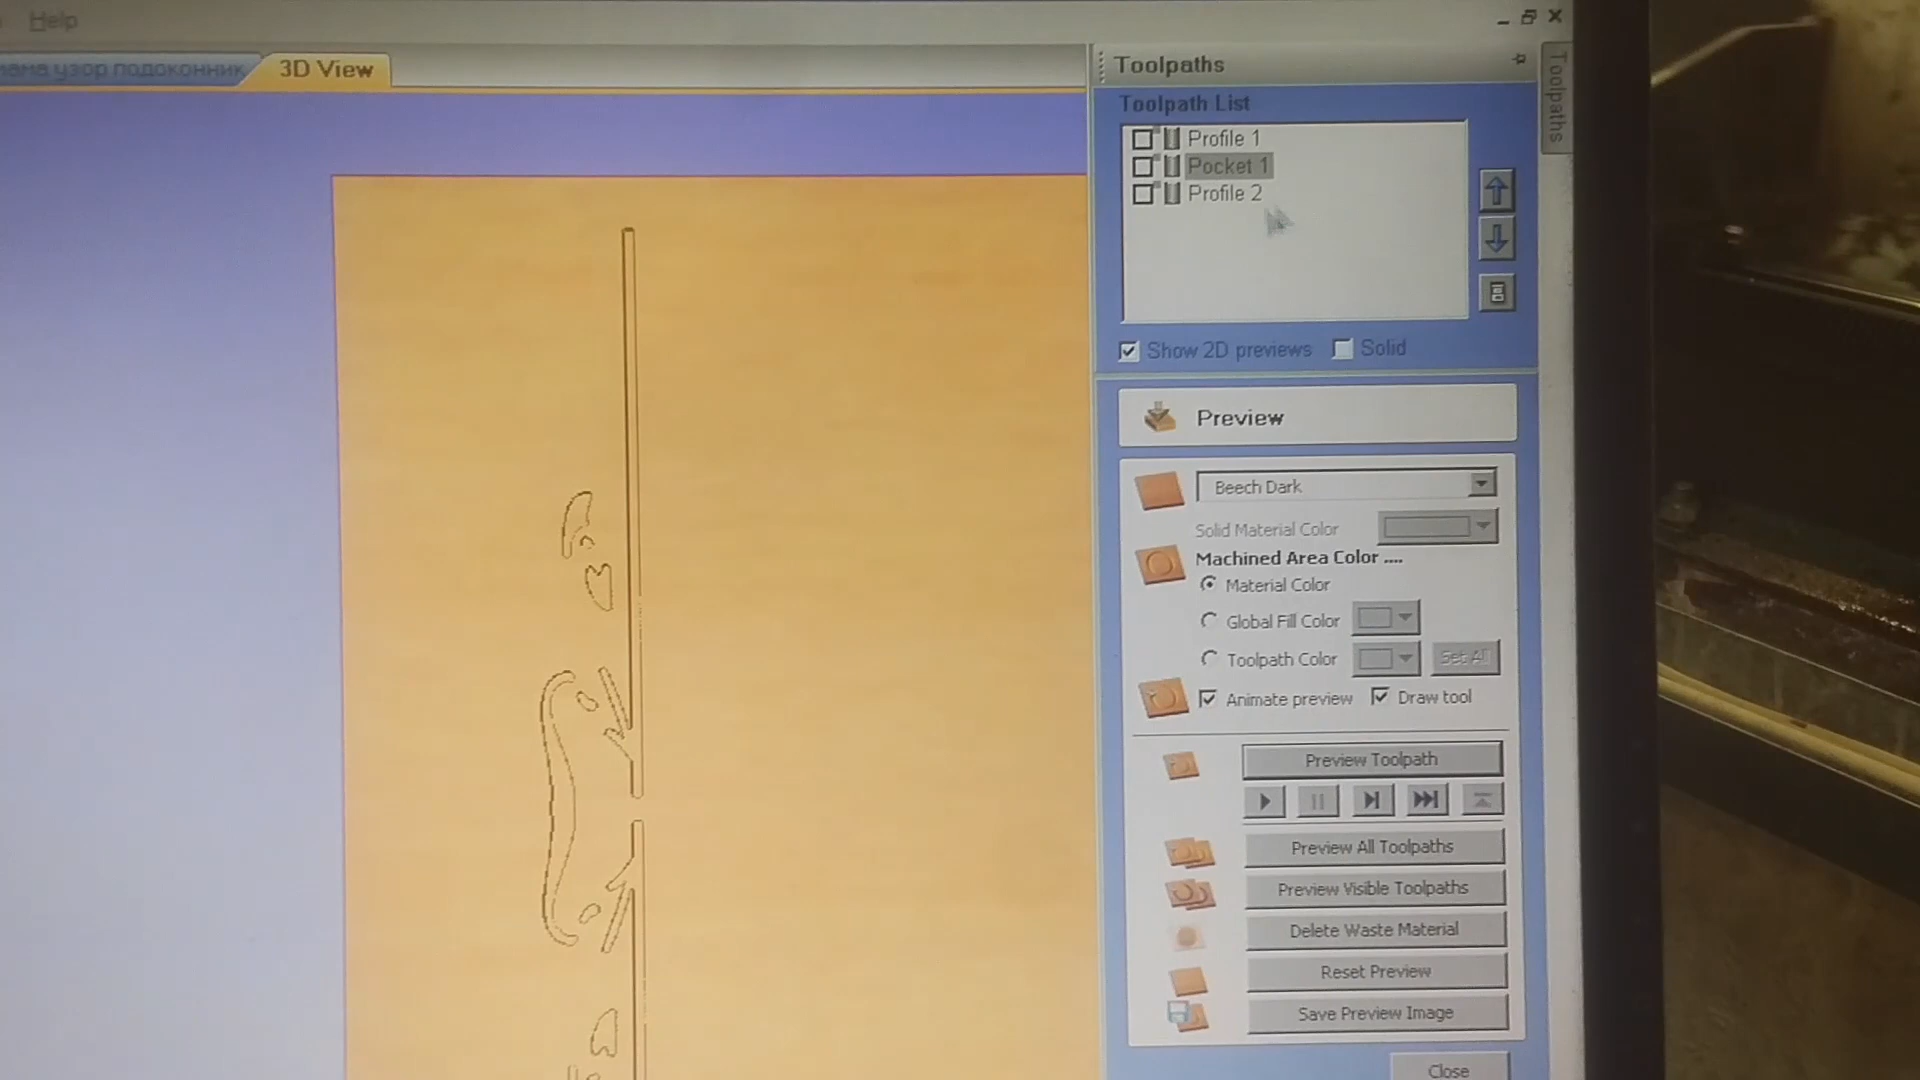 Help
мама узор подоконник
3D View
Toolpaths
Toolpaths
Toolpath List
Profile 1
Pocket 1
Profile 2
Show 2D previews
Solid
Preview
Beech Dark
Solid Material Color
Machined Area Color ....
Material Color
Global Fill Color
Toolpath Color
Set All
Animate preview
Draw tool
Preview Toolpath
Preview All Toolpaths
Preview Visible Toolpaths
Delete Waste Material
Reset Preview
Save Preview Image
Close